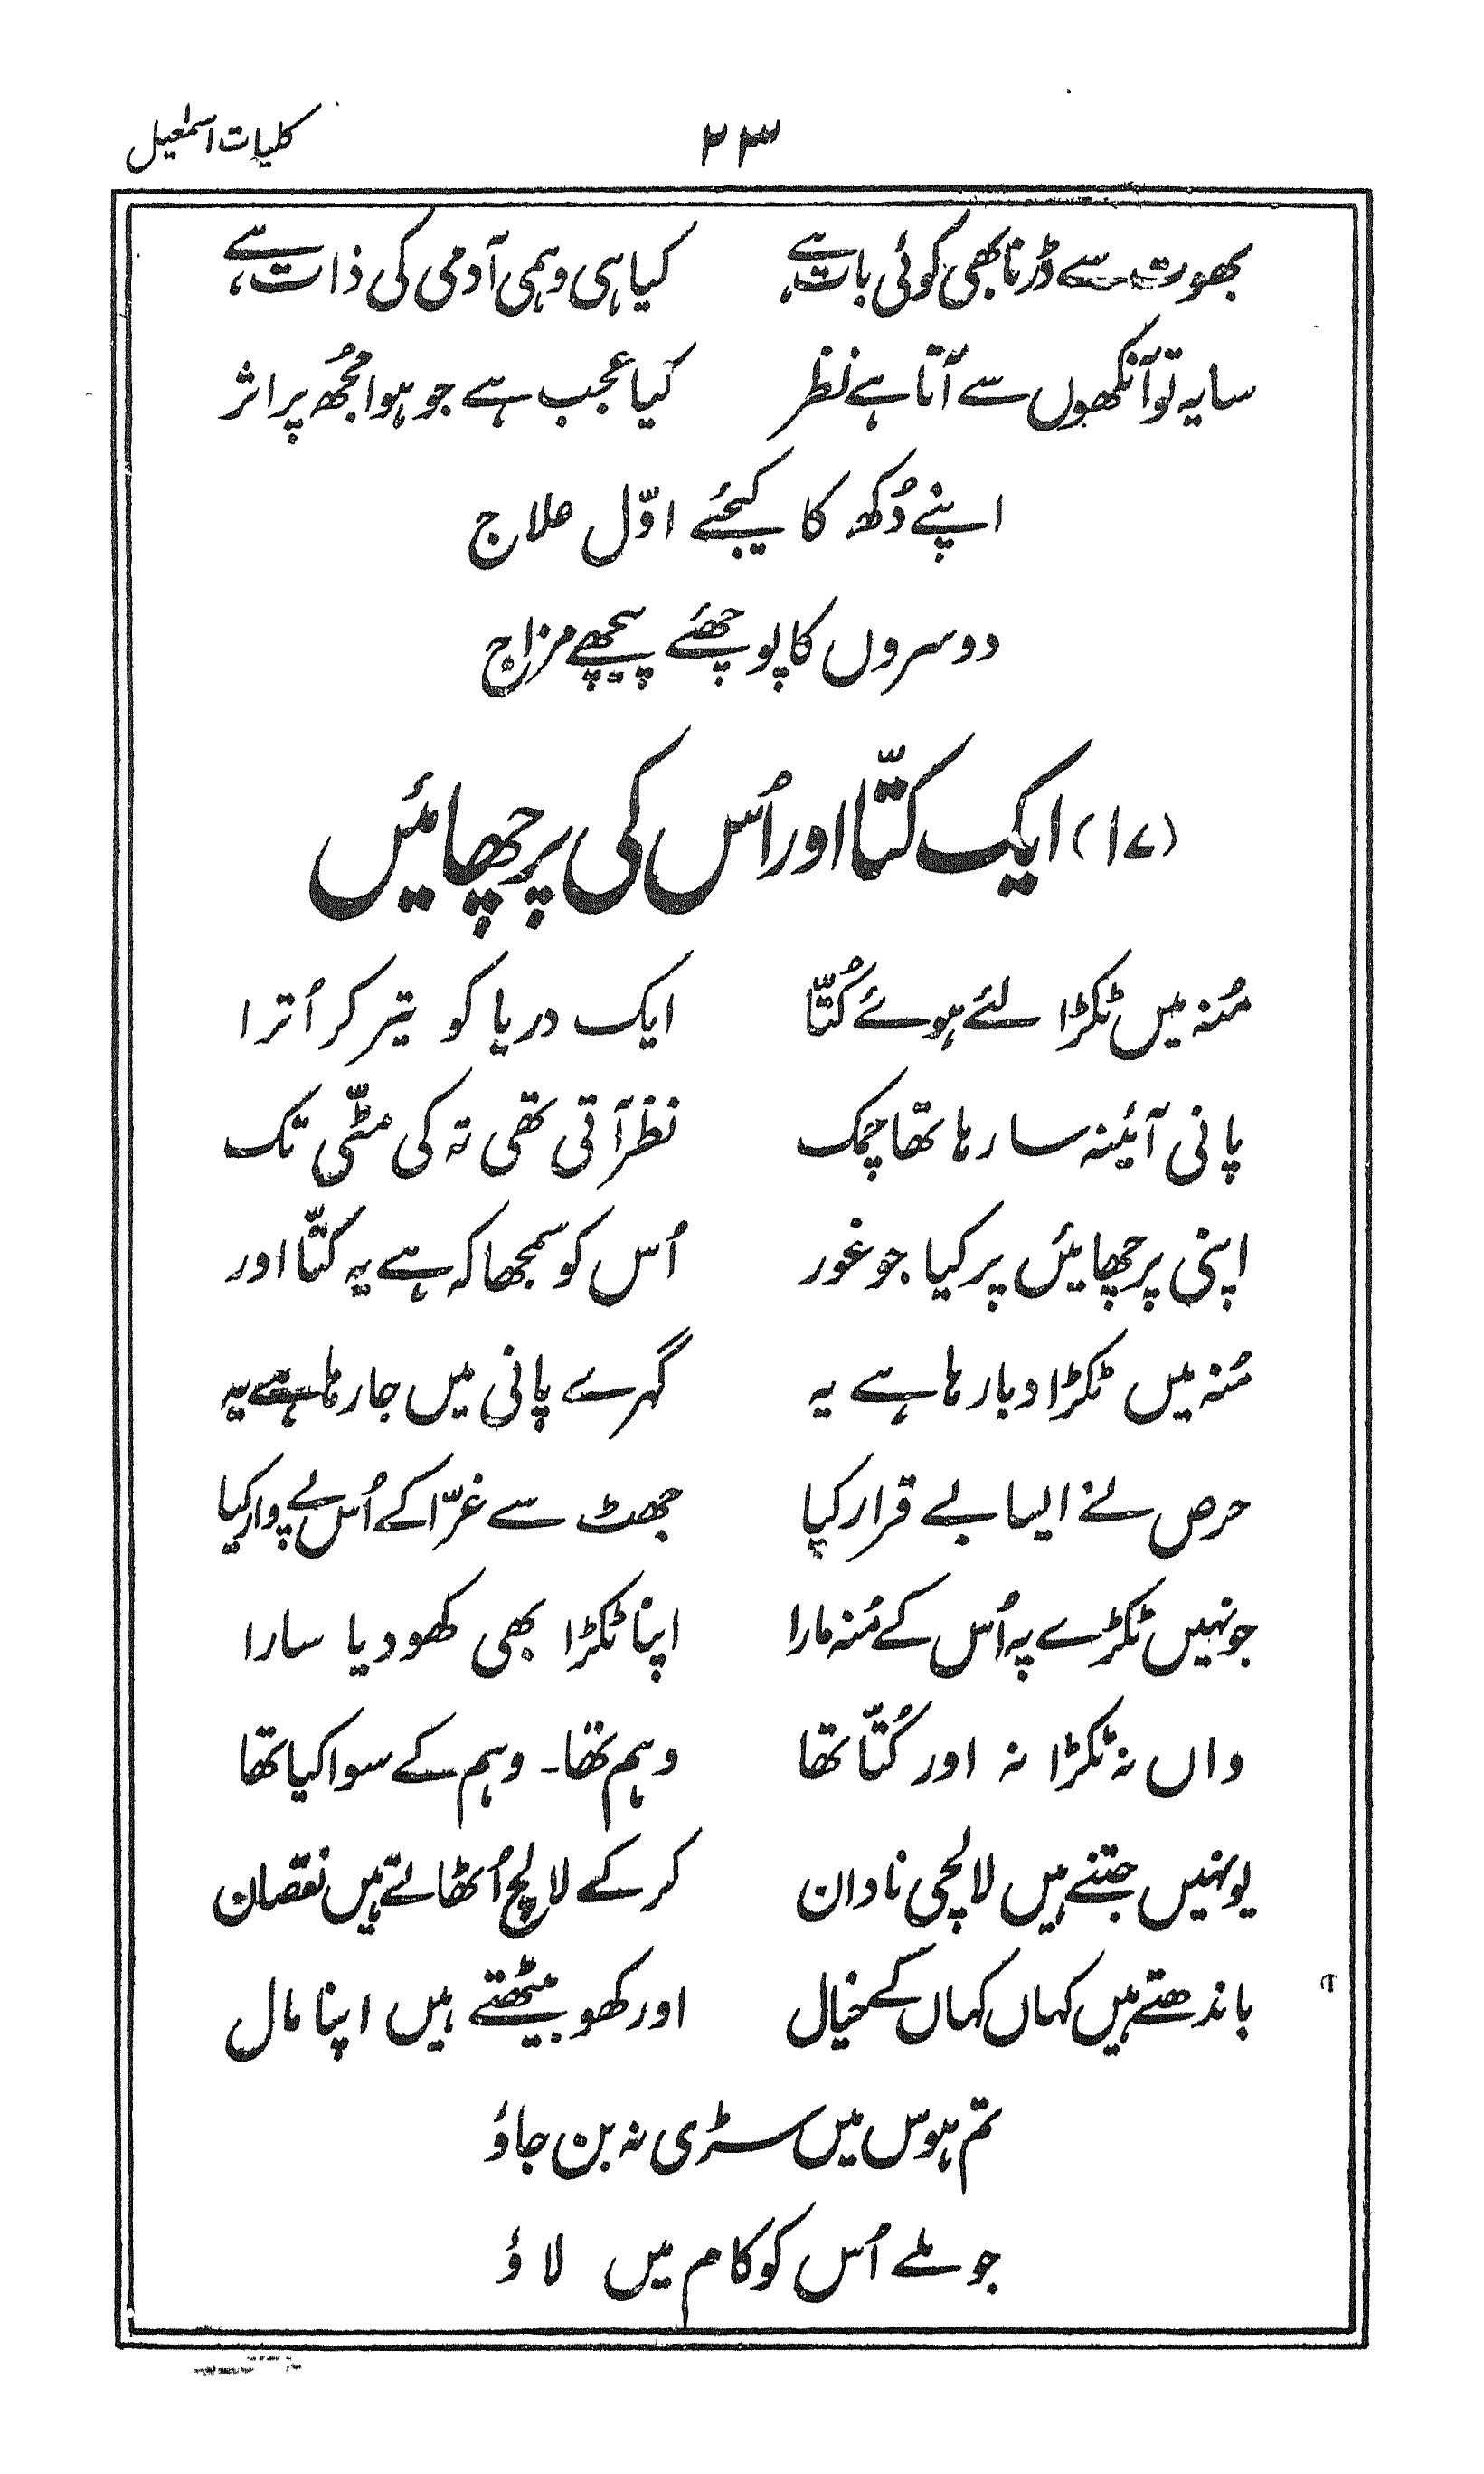 ۲۳ کلیات اسمٰعیل
بھوت سے ڈرنا بھی کوئی بات ہے کیا ہی وہمی آدمی کی ذات ہے
سایہ تو آنکھوں سے آتا ہے نظر کیا عجب ہے جو ہوا مجُھ پر اثر
اپنے دُکھ کا کیجئے اوّل علاج
دوسروں کا پوچھئے پیچھے مزاج
(۱۷) ایک کتّا اور اُس کی پرچھائیں
مُنہ میں ٹکڑا لئے ہوئے کُتّا ایک دریا کو تیر کر اُترا
پانی آئینہ سا رہا تھا چمک نظر آتی تھی تہ کی مٹّی تک
اپنی پرچھائیں پر کیا جو غور اُس کو سمجھا کہ ہے یہ کتّا اور
مُنہ میں ٹکڑا دبا رہا ہے یہ گہرے پانی میں جا رہا ہے یہ
حرص نے ایسا بے قرار کیا جھٹ سے غرّا کے اُس پے وار کیا
جونہیں ٹکڑے پہ اُس کے مُنہ مارا اپنا ٹکڑا بھی کھو دیا سارا
واں نہ ٹکڑا نہ اور کُتّا تھا وہم تھا۔ وہم کے سوا کیا تھا
یونہیں جتنے ہیں لالچی نادان کر کے لالچ اُٹھاتے ہیں نقصان
باندھتے ہیں کہاں کہاں کے خیال اور کھو بیٹھتے ہیں اپنا مال
تم ہوس میں سڑی نہ بن جاؤ
جو ملے اُس کو کام میں لاؤ